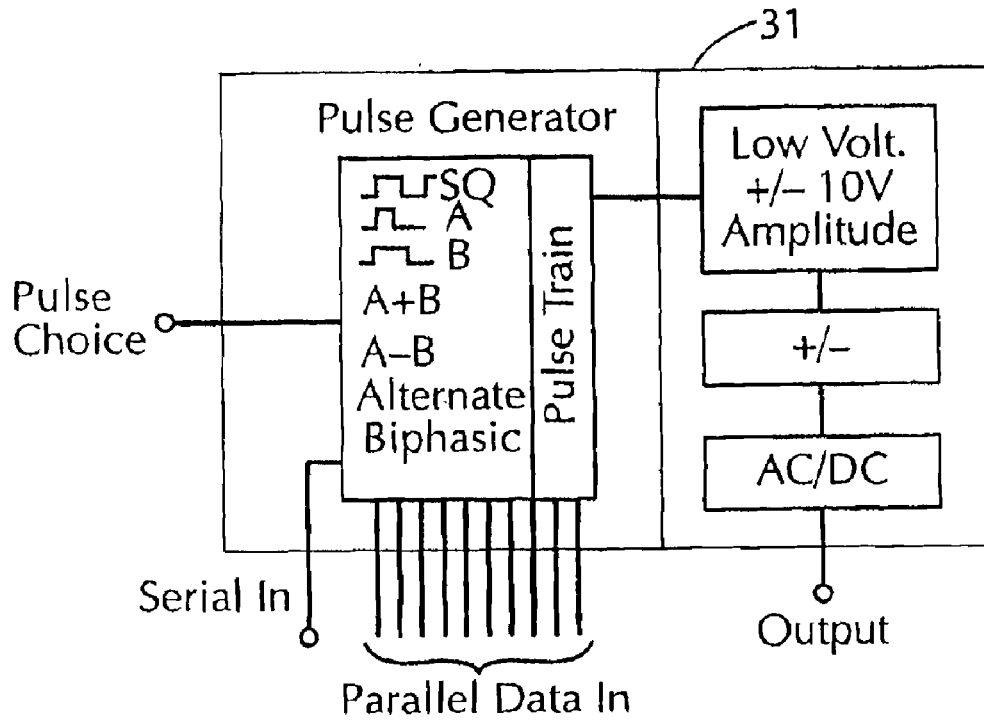 31
Pulse Generator
SQ
A
B
A+B
A–B
Alternate
Biphasic
Pulse Train
Low Volt.
+/– 10V
Amplitude
+/–
AC/DC
Pulse
Choice
Serial In
Parallel Data In
Output